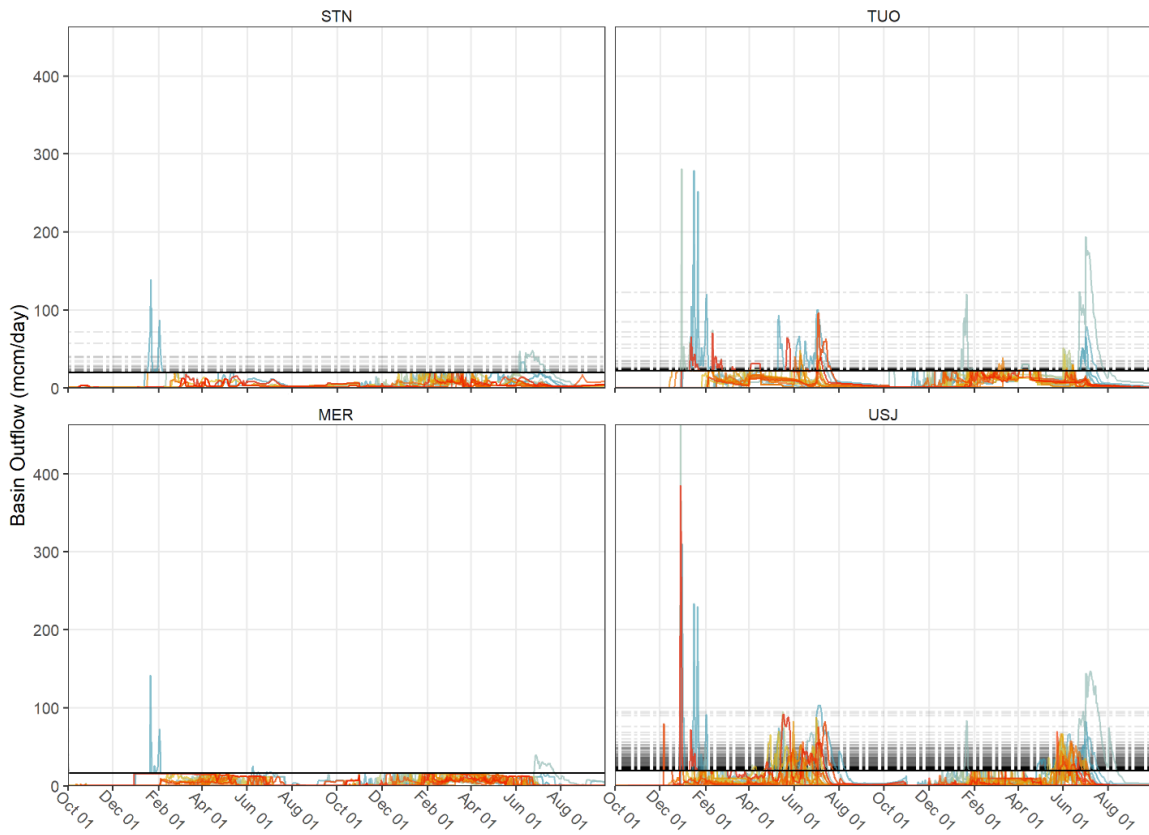 STN
TUO
400
300
200
100
0
MER
USJ
400
300
200
100
0
Basin Outflow (mcm/day)
Oct 01
Oct 01
Dec 01
Dec 01
Feb 01
Feb 01
Apr 01
Apr 01
Jun 01
Jun 01
Aug 01
Aug 01
Oct 01
Oct 01
Dec 01
Dec 01
Feb 01
Feb 01
Apr 01
Apr 01
Jun 01
Jun 01
Aug 01
Aug 01